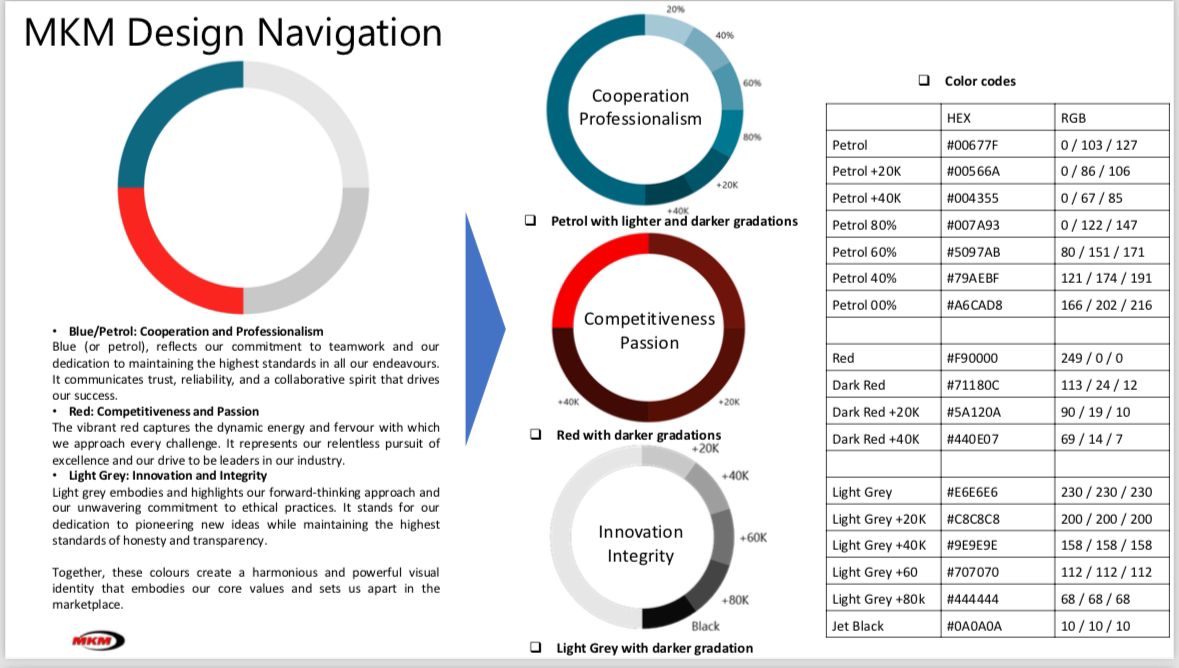 MKM Design Navigation
• Blue/Petrol: Cooperation and Professionalism
Blue (or petrol), reflects our commitment to teamwork and our
dedication to maintaining the highest standards in all our endeavours.
It communicates trust, reliability, and a collaborative spirit that drives
our success.
• Red: Competitiveness and Passion
The vibrant red captures the dynamic energy and fervour with which
we approach every challenge. It represents our relentless pursuit of
excellence and our drive to be leaders in our industry.
• Light Grey: Innovation and Integrity
Light grey embodies and highlights our forward-thinking approach and
our unwavering commitment to ethical practices. It stands for our
dedication to pioneering new ideas while maintaining the highest
standards of honesty and transparency.
Together, these colours create a harmonious and powerful visual
identity that embodies our core values and sets us apart in the
marketplace.
MKM
20%
40%
60%
80%
+20K
+40K
Cooperation
Professionalism
❑ Petrol with lighter and darker gradations
Competitiveness
Passion
+40K
+20K
❑ Red with darker gradations
+20K
+40K
+60K
+80K
Black
Innovation
Integrity
❑ Light Grey with darker gradation
❑ Color codes
HEX RGB
Petrol #00677F 0 / 103 / 127
Petrol +20K #00566A 0 / 86 / 106
Petrol +40K #004355 0 / 67 / 85
Petrol 80% #007A93 0 / 122 / 147
Petrol 60% #5097AB 80 / 151 / 171
Petrol 40% #79AEBF 121 / 174 / 191
Petrol 00% #A6CAD8 166 / 202 / 216
Red #F90000 249 / 0 / 0
Dark Red #71180C 113 / 24 / 12
Dark Red +20K #5A120A 90 / 19 / 10
Dark Red +40K #440E07 69 / 14 / 7
Light Grey #E6E6E6 230 / 230 / 230
Light Grey +20K #C8C8C8 200 / 200 / 200
Light Grey +40K #9E9E9E 158 / 158 / 158
Light Grey +60 #707070 112 / 112 / 112
Light Grey +80k #444444 68 / 68 / 68
Jet Black #0A0A0A 10 / 10 / 10